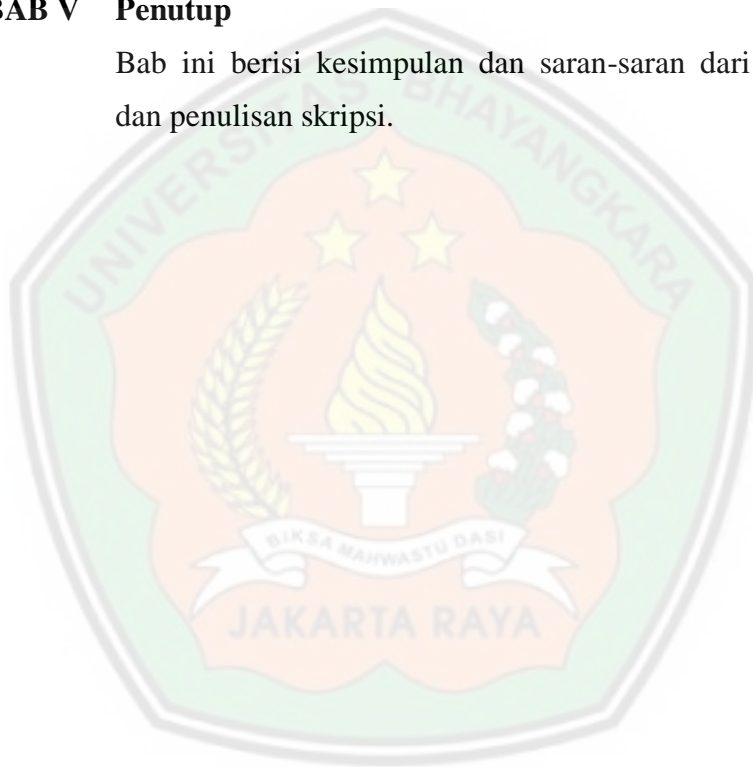 BAB V Penutup
Bab ini berisi kesimpulan dan saran-saran dari
dan penulisan skripsi.
UNIVERSITAS BHAYANGKARA
BIKSA MAHWASTU DASI
JAKARTA RAYA